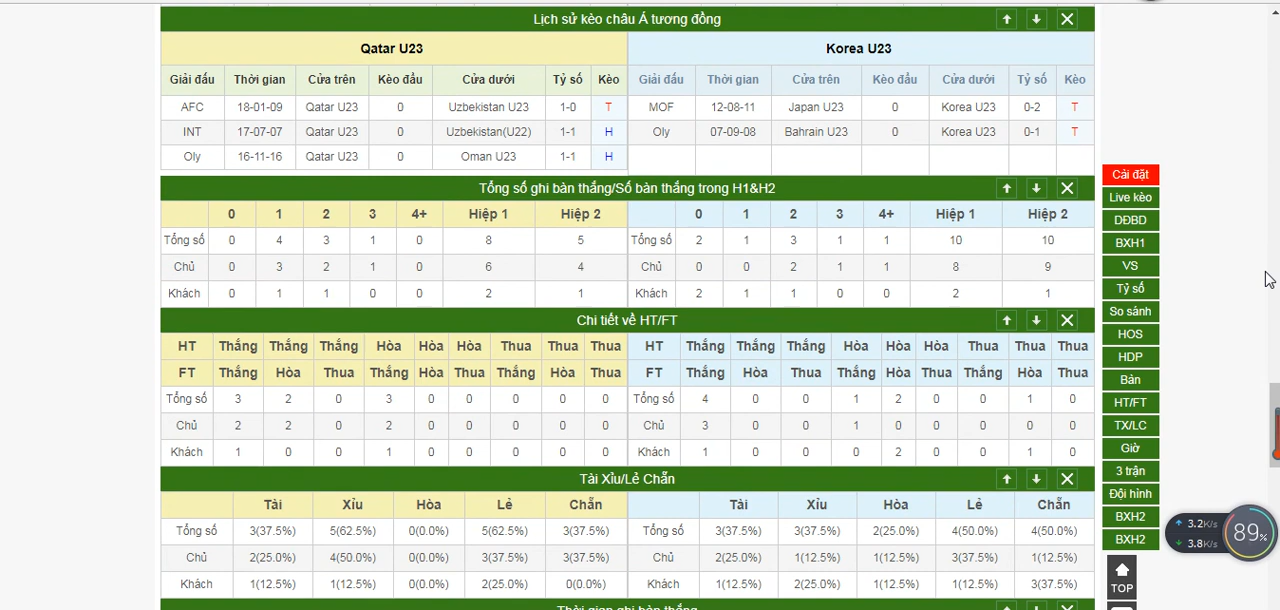 Lịch sử kèo châu Á tương đồng
Qatar U23 Korea U23
Giải đấu Thời gian Cửa trên Kèo đầu Cửa dưới Tỷ số Kèo Giải đấu Thời gian Cửa trên Kèo đầu Cửa dưới Tỷ số Kèo
AFC 18-01-09 Qatar U23 0 Uzbekistan U23 1-0 T MOF 12-08-11 Japan U23 0 Korea U23 0-2 T
INT 17-07-07 Qatar U23 0 Uzbekistan(U22) 1-1 H Oly 07-09-08 Bahrain U23 0 Korea U23 0-1 T
Oly 16-11-16 Qatar U23 0 Oman U23 1-1 H
Tổng số ghi bàn thắng/Số bàn thắng trong H1&H2
0 1 2 3 4+ Hiệp 1 Hiệp 2 0 1 2 3 4+ Hiệp 1 Hiệp 2
Tổng số 0 4 3 1 0 8 5 Tổng số 2 1 3 1 1 10 10
Chủ 0 3 2 1 0 6 4 Chủ 0 0 2 1 1 8 9
Khách 0 1 1 0 0 2 1 Khách 2 1 1 0 0 2 1
Chi tiết về HT/FT
HT Thắng Thắng Thắng Hòa Hòa Hòa Thua Thua Thua HT Thắng Thắng Thắng Hòa Hòa Hòa Thua Thua Thua
FT Thắng Hòa Thua Thắng Hòa Thua Thắng Hòa Thua FT Thắng Hòa Thua Thắng Hòa Thua Thắng Hòa Thua
Tổng số 3 2 0 3 0 0 0 0 0 Tổng số 4 0 0 1 2 0 0 1 0
Chủ 2 2 0 2 0 0 0 0 0 Chủ 3 0 0 1 0 0 0 0 0
Khách 1 0 0 1 0 0 0 0 0 Khách 1 0 0 0 2 0 0 1 0
Tài Xỉu/Lẻ Chẵn
Tài Xỉu Hòa Lẻ Chẵn Tài Xỉu Hòa Lẻ Chẵn
Tổng số 3(37.5%) 5(62.5%) 0(0.0%) 5(62.5%) 3(37.5%) Tổng số 3(37.5%) 3(37.5%) 2(25.0%) 4(50.0%) 4(50.0%)
Chủ 2(25.0%) 4(50.0%) 0(0.0%) 3(37.5%) 3(37.5%) Chủ 2(25.0%) 1(12.5%) 1(12.5%) 3(37.5%) 1(12.5%)
Khách 1(12.5%) 1(12.5%) 0(0.0%) 2(25.0%) 0(0.0%) Khách 1(12.5%) 2(25.0%) 1(12.5%) 1(12.5%) 3(37.5%)
Thời gian ghi bàn thắng
Cài đặt
Live kèo
DĐBD
BXH1
VS
Tỷ số
So sánh
HOS
HDP
Bàn
HT/FT
TX/LC
Giờ
3 trận
Đội hình
BXH2
BXH2
TOP
3.2K/s
3.8K/s
89%